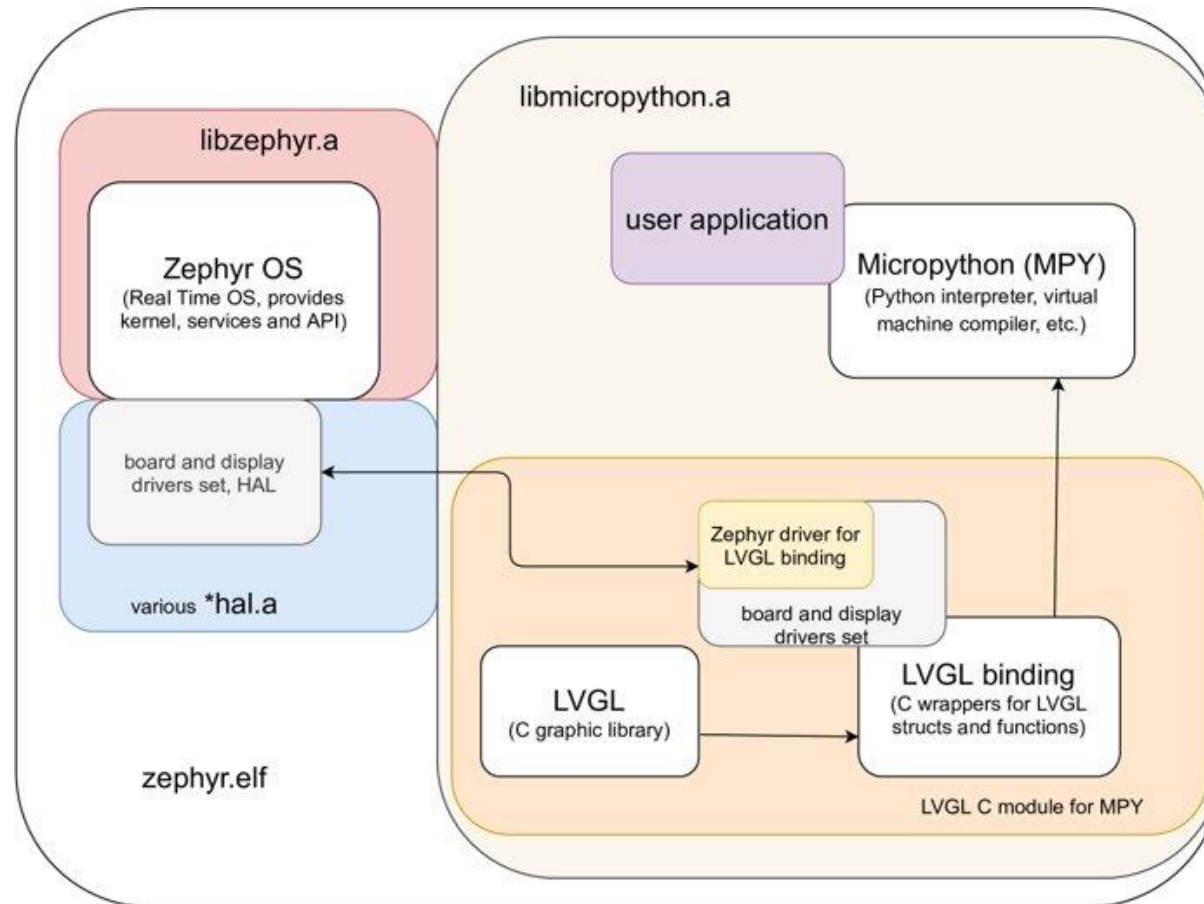 libmicropython.a
libzephyr.a
user application
Zephyr OS
(Real Time OS, provides
kernel, services and API)
Micropython (MPY)
(Python interpreter, virtual
machine compiler, etc.)
board and display
drivers set, HAL
Zephyr driver for
LVGL binding
various *hal.a
board and display
drivers set
LVGL
(C graphic library)
LVGL binding
(C wrappers for LVGL
structs and functions)
zephyr.elf
LVGL C module for MPY